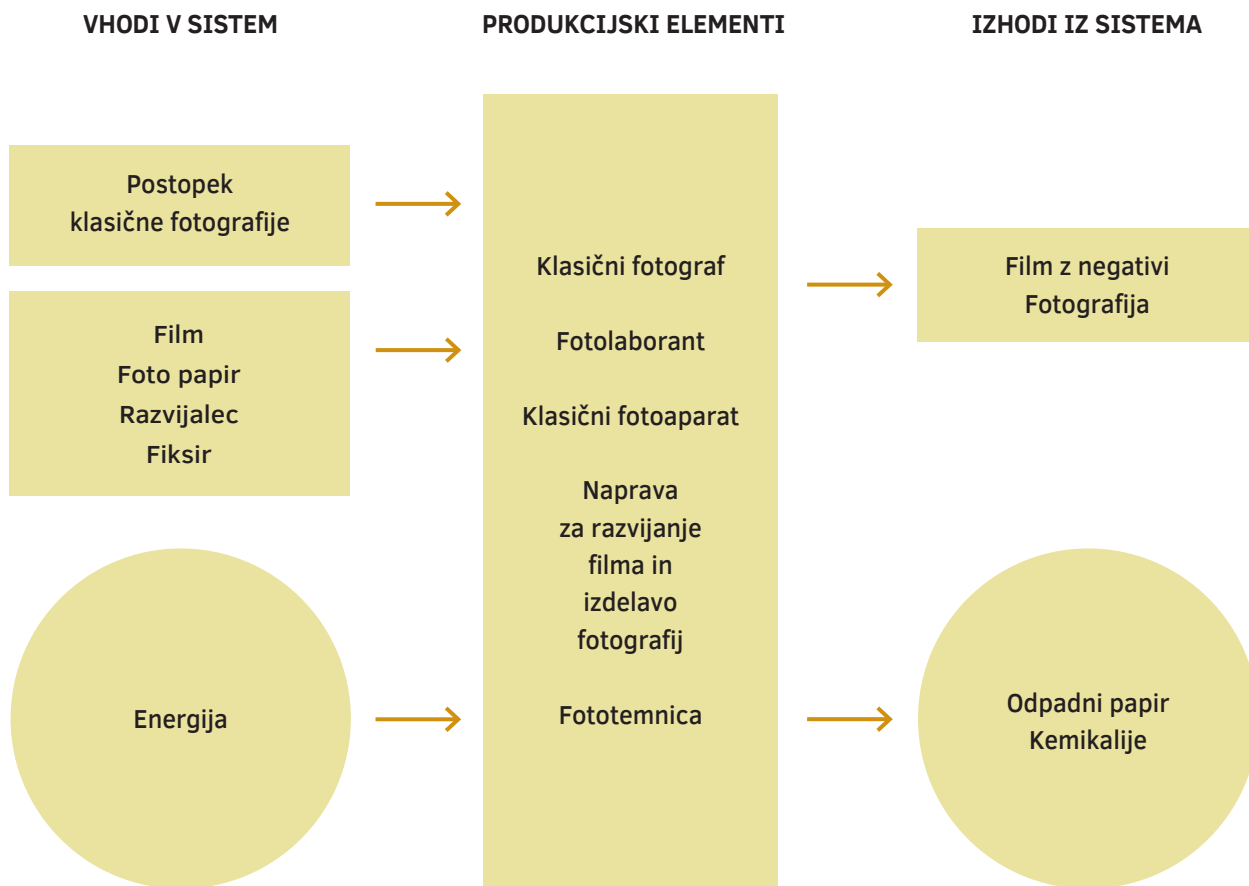 VHODI V SISTEM
PRODUKCIJSKI ELEMENTI
IZHODI IZ SISTEMA
Postopek
klasične fotografije
Film
Foto papir
Razvijalec
Fiksir
Energija
Klasični fotograf
Fotolaborant
Klasični fotoaparat
Naprava
za razvijanje
filma in
izdelavo
fotografij
Fototemnica
Film z negativi
Fotografija
Odpadni papir
Kemikalije